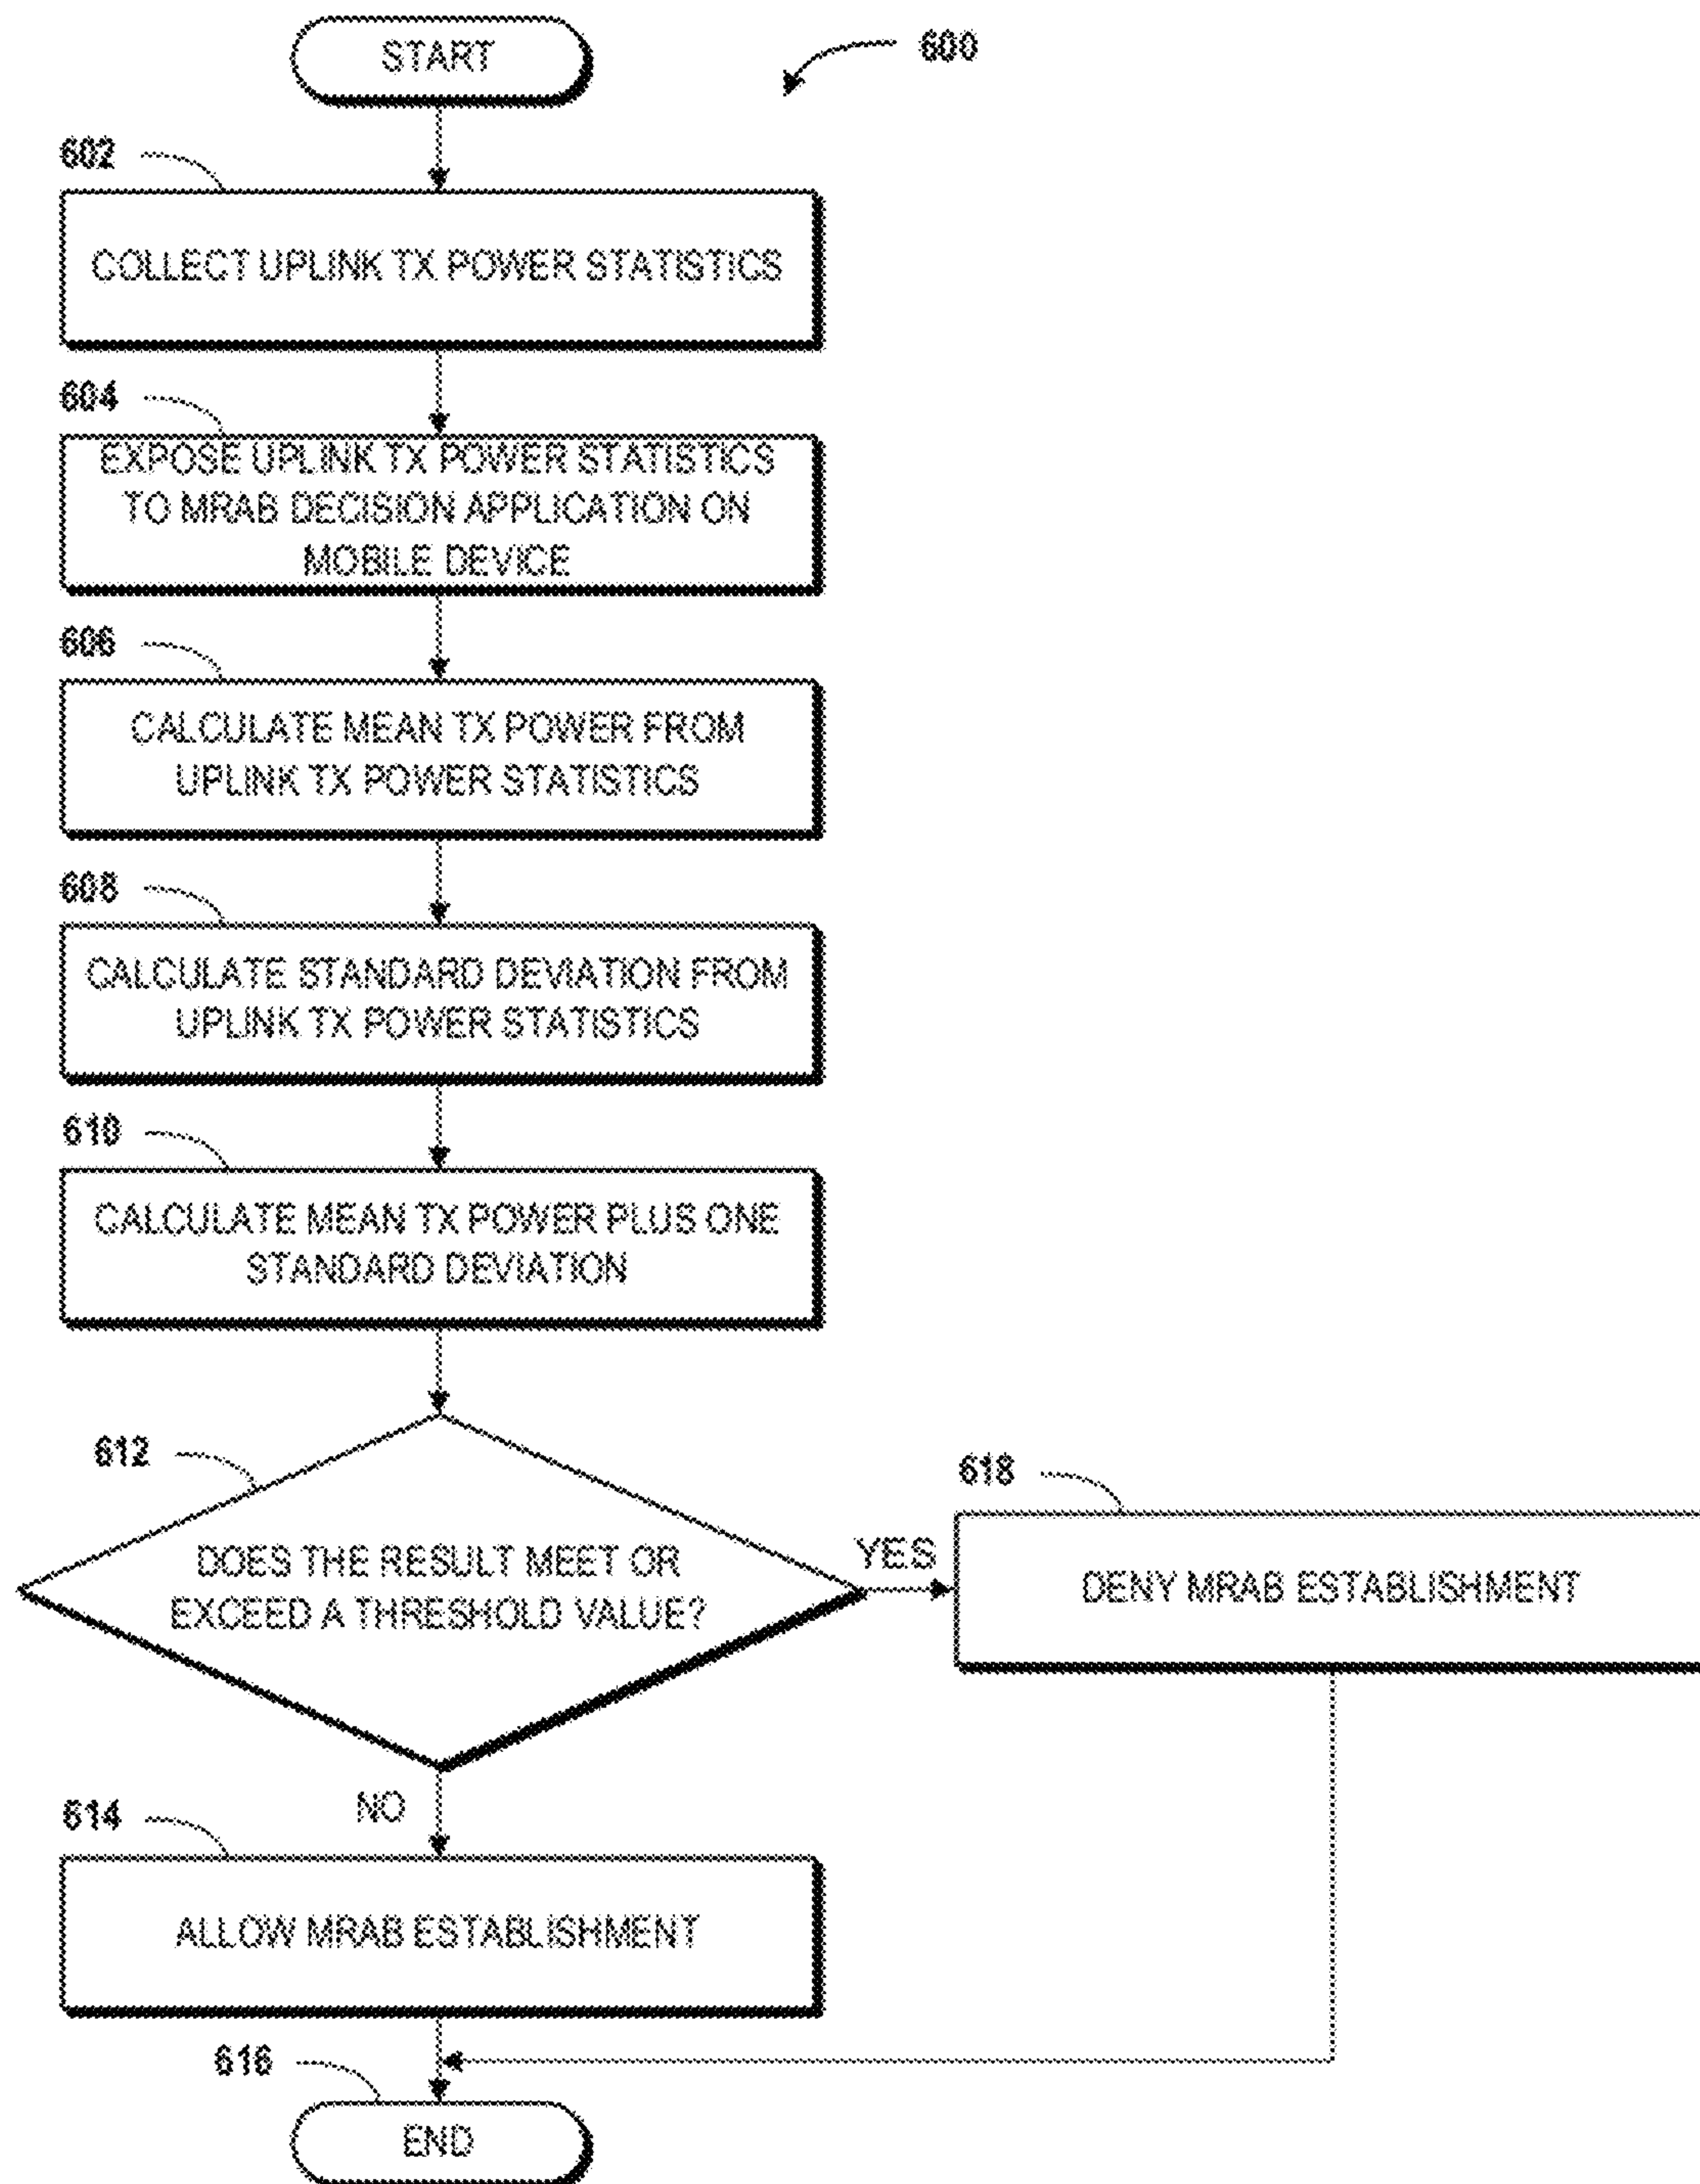 START
600
602
COLLECT UPLINK TX POWER STATISTICS
604
EXPOSE UPLINK TX POWER STATISTICS
TO MRAB DECISION APPLICATION ON
MOBILE DEVICE
606
CALCULATE MEAN TX POWER FROM
UPLINK TX POWER STATISTICS
608
CALCULATE STANDARD DEVIATION FROM
UPLINK TX POWER STATISTICS
610
CALCULATE MEAN TX POWER PLUS ONE
STANDARD DEVIATION
612
DOES THE RESULT MEET OR
EXCEED A THRESHOLD VALUE?
YES
618
DENY MRAB ESTABLISHMENT
NO
614
ALLOW MRAB ESTABLISHMENT
616
END